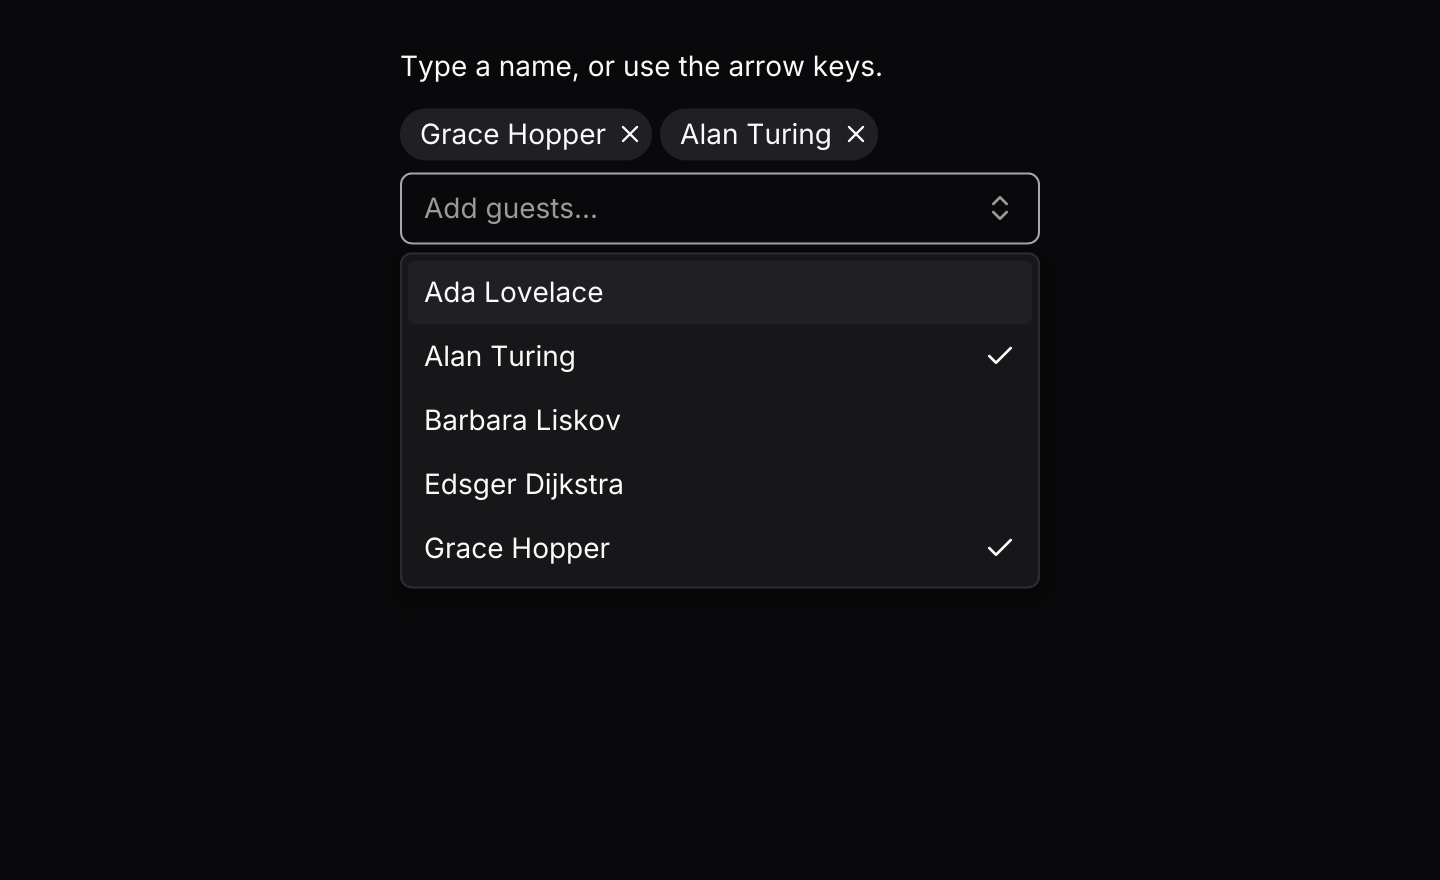 Type a name, or use the arrow keys.
Grace Hopper Alan Turing
Add guests...
Ada Lovelace
Alan Turing
Barbara Liskov
Edsger Dijkstra
Grace Hopper